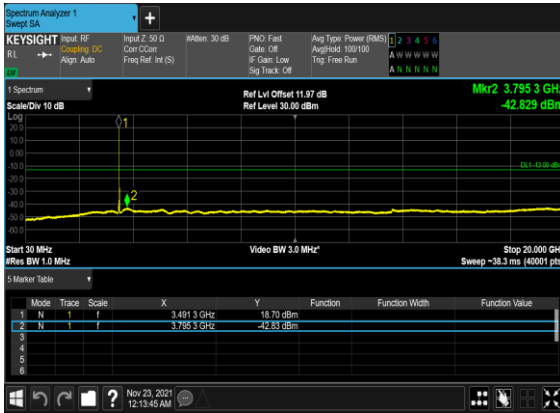 Spectrum Analyzer 1
Swept SA
+
KEYSIGHT Input: RF Input Z: 50 Ω #Atten: 30 dB PNO: Fast Avg Type: Power (RMS) 1 2 3 4 5 6
RL Coupling: DC Corr CCorr Gate: Off Avg|Hold: 100/100 A W W W W W
Align: Auto Freq Ref: Int (S) IF Gain: Low Trig: Free Run
Sig Track: Off A N N N N N
1 Spectrum
Ref Lvl Offset 11.97 dB Mkr2 3.795 3 GHz
Scale/Div 10 dB Ref Level 30.00 dBm -42.829 dBm
Log
20.0
10.0
0.00
-10.0
DL1 -13.00 dBm
-20.0
-30.0
-40.0
-50.0
-60.0
1
2
Start 30 MHz Video BW 3.0 MHz* Stop 20.000 GHz
#Res BW 1.0 MHz Sweep ~38.3 ms (40001 pts)
5 Marker Table
Mode Trace Scale X Y Function Function Width Function Value
1 N 1 f 3.491 3 GHz 18.70 dBm
2 N 1 f 3.795 3 GHz -42.83 dBm
3
4
5
6
? Nov 23, 2021
12:13:45 AM